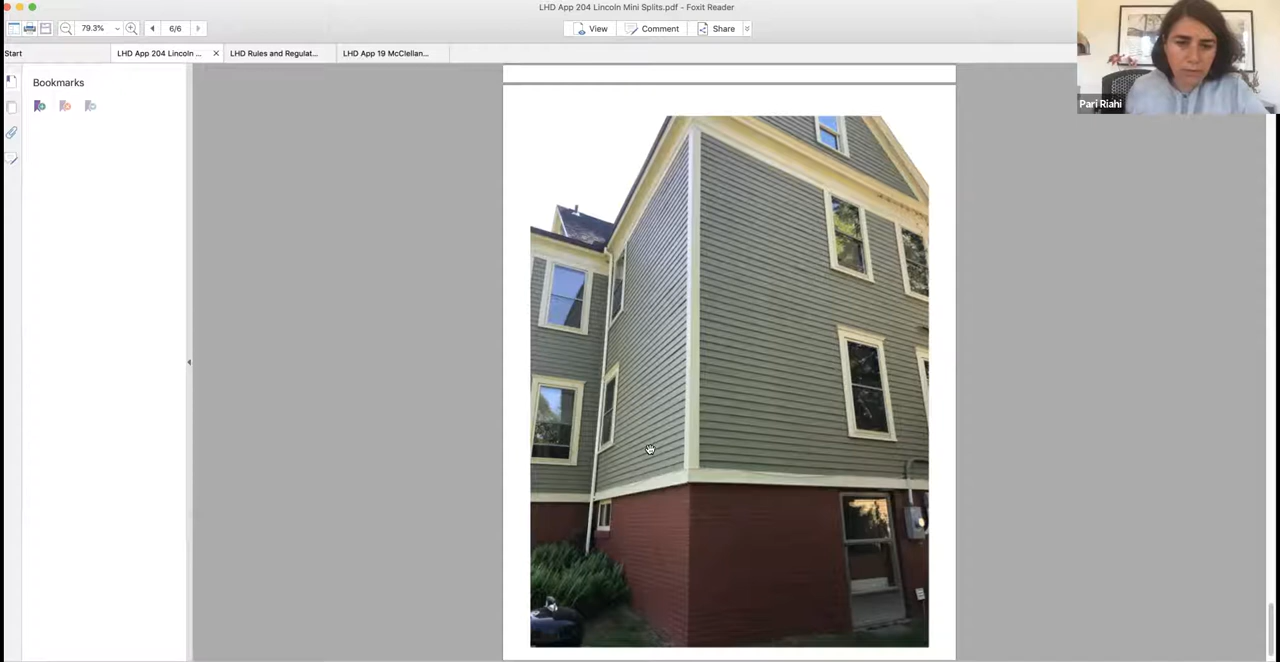 LHD App 204 Lincoln Mini Splits.pdf - Foxit Reader
79.3%
6/6
View
Comment
Share
Start
LHD App 204 Lincoln ...
LHD Rules and Regulat...
LHD App 19 McClellan...
Bookmarks
Pari Riahi